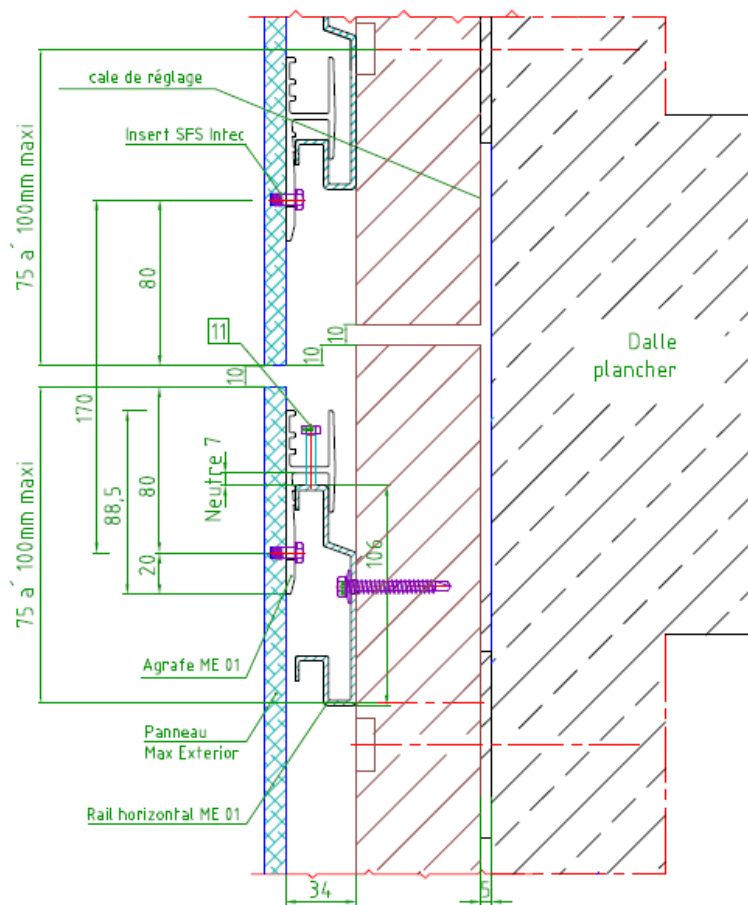 cale de réglage
Insert SFS Intec
75 á 100mm maxi
80
11
10
10
10
170
Dalle
plancher
75 á 100mm maxi
88,5
80
Neutre 7
20
106
Agrafe ME 01
Panneau
Max Exterior
Rail horizontal ME 01
34
5